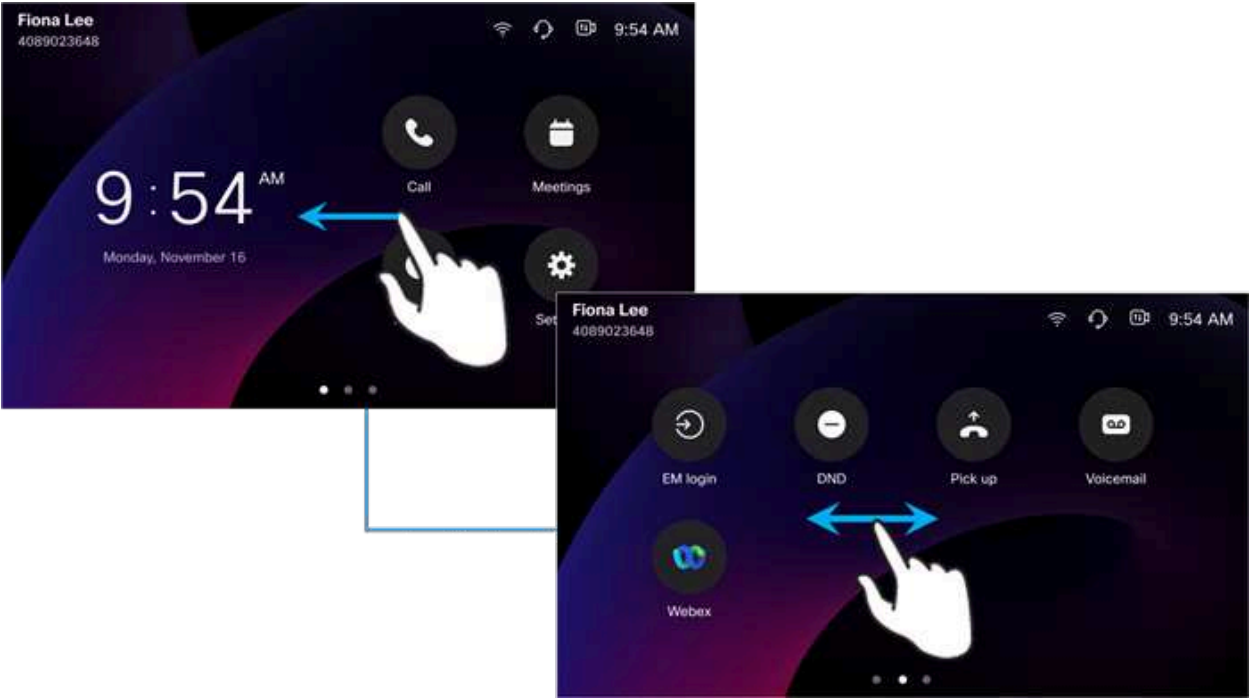 Fiona Lee
4089023648
9:54 AM
Call
Meetings
9:54 AM
Monday, November 16
Set
Fiona Lee
4089023648
9:54 AM
EM login
DND
Pick up
Voicemail
Webex